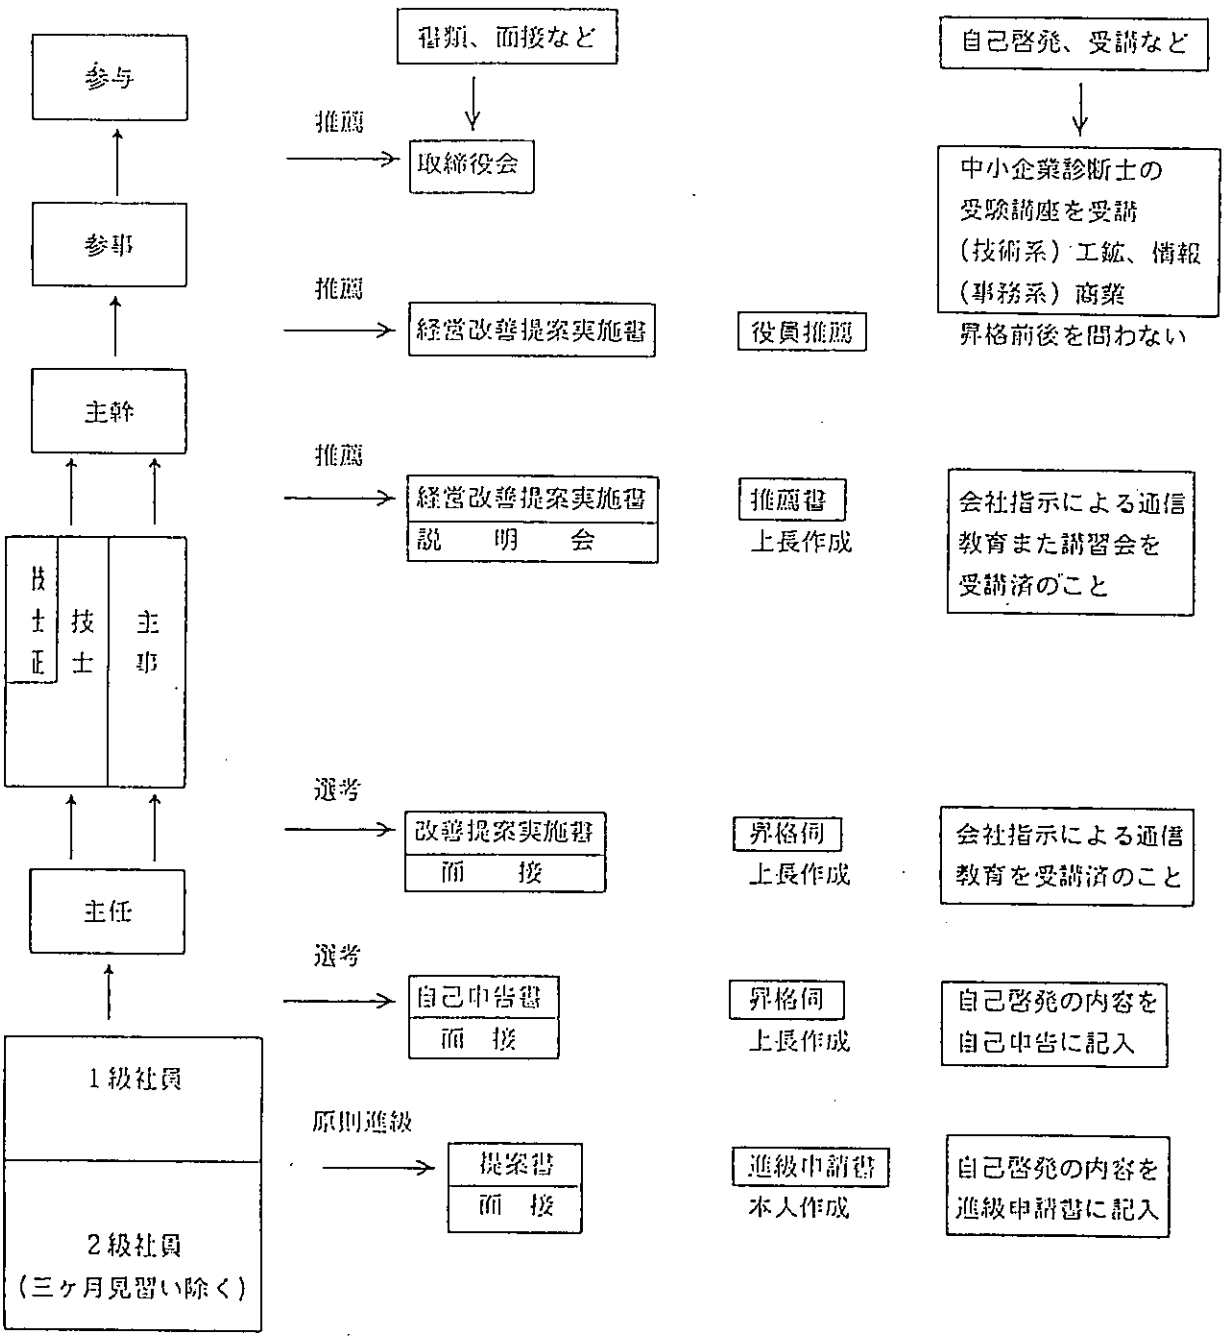 書類、面接など
自己啓発、受講など
参与
推薦
取締役会
中小企業診断士の
受験講座を受講
(技術系)工鉱、情報
(事務系)商業
昇格前後を問わない
参事
推薦
経営改善提案実施書
役員推薦
主幹
推薦
経営改善提案実施書
説明会
推薦書
上長作成
会社指示による通信
教育また講習会を
受講済のこと
技士正
技士
主事
選考
改善提案実施書
面接
昇格伺
上長作成
会社指示による通信
教育を受講済のこと
主任
選考
自己申告書
面接
昇格伺
上長作成
自己啓発の内容を
自己申告に記入
1級社員
原則進級
提案書
面接
進級申請書
本人作成
自己啓発の内容を
進級申請書に記入
2級社員
(三ヶ月見習い除く)